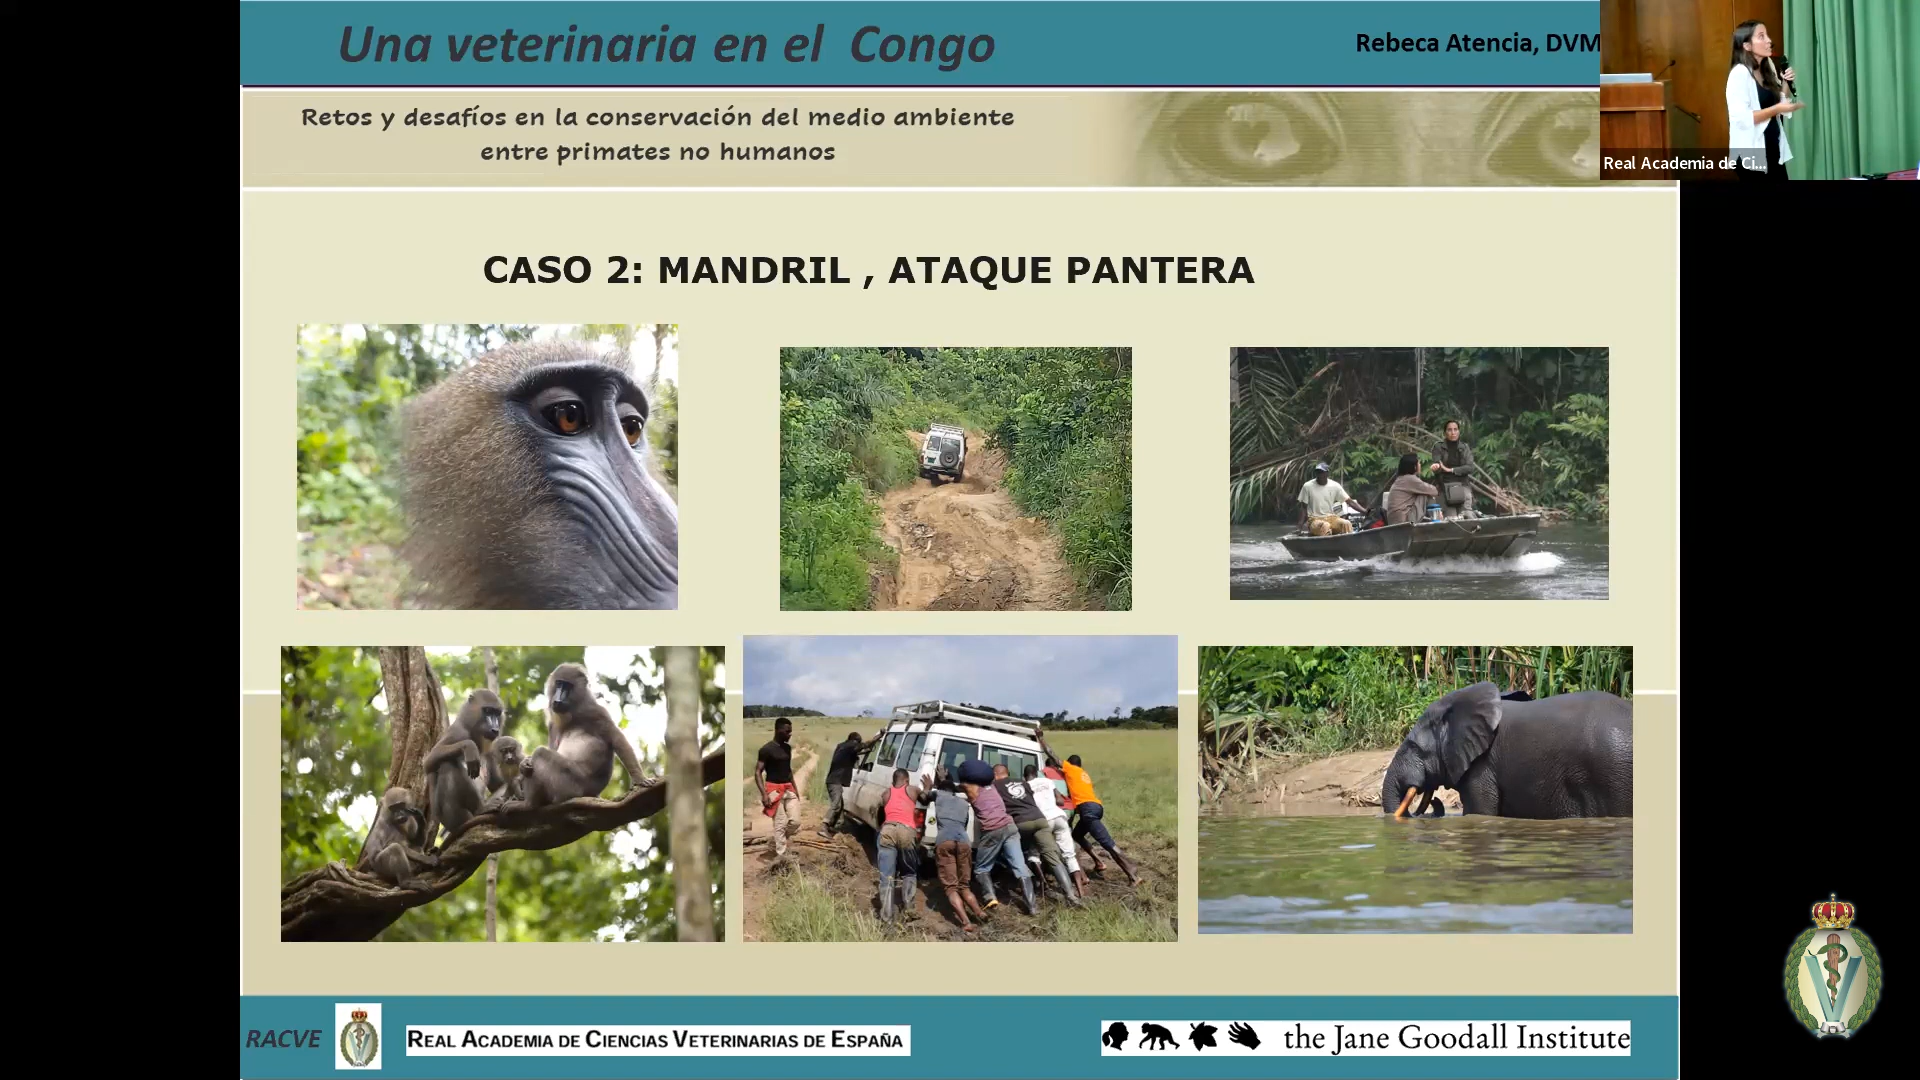 Una veterinaria en el Congo
Rebeca Atencia, DVM
Retos y desafíos en la conservación del medio ambiente
entre primates no humanos
Real Academia de Ci...
CASO 2: MANDRIL , ATAQUE PANTERA
RACVE
REAL ACADEMIA DE CIENCIAS VETERINARIAS DE ESPAÑA
the Jane Goodall Institute